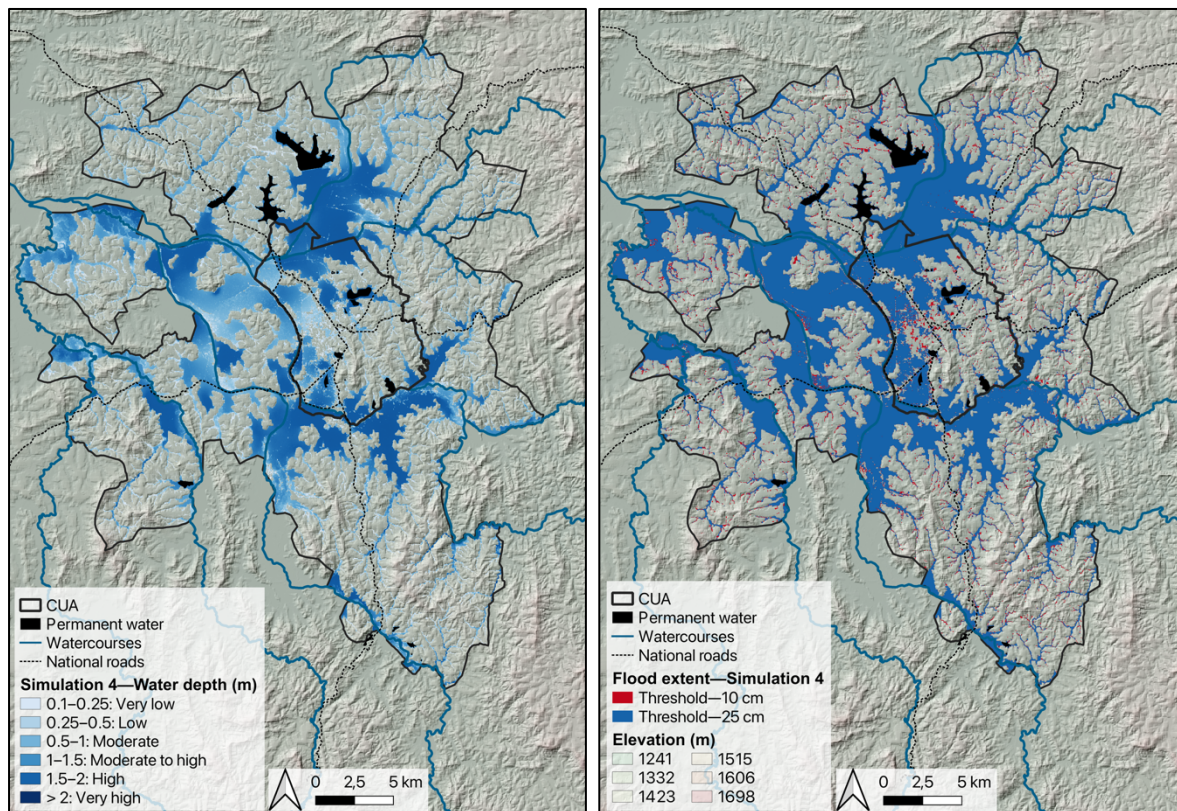 CUA
Permanent water
Watercourses
National roads
Simulation 4—Water depth (m)
0.1–0.25: Very low
0.25–0.5: Low
0.5–1: Moderate
1–1.5: Moderate to high
1.5–2: High
> 2: Very high
0 2,5 5 km
CUA
Permanent water
Watercourses
National roads
Flood extent—Simulation 4
Threshold—10 cm
Threshold—25 cm
Elevation (m)
1241 1515
1332 1606
1423 1698
0 2,5 5 km